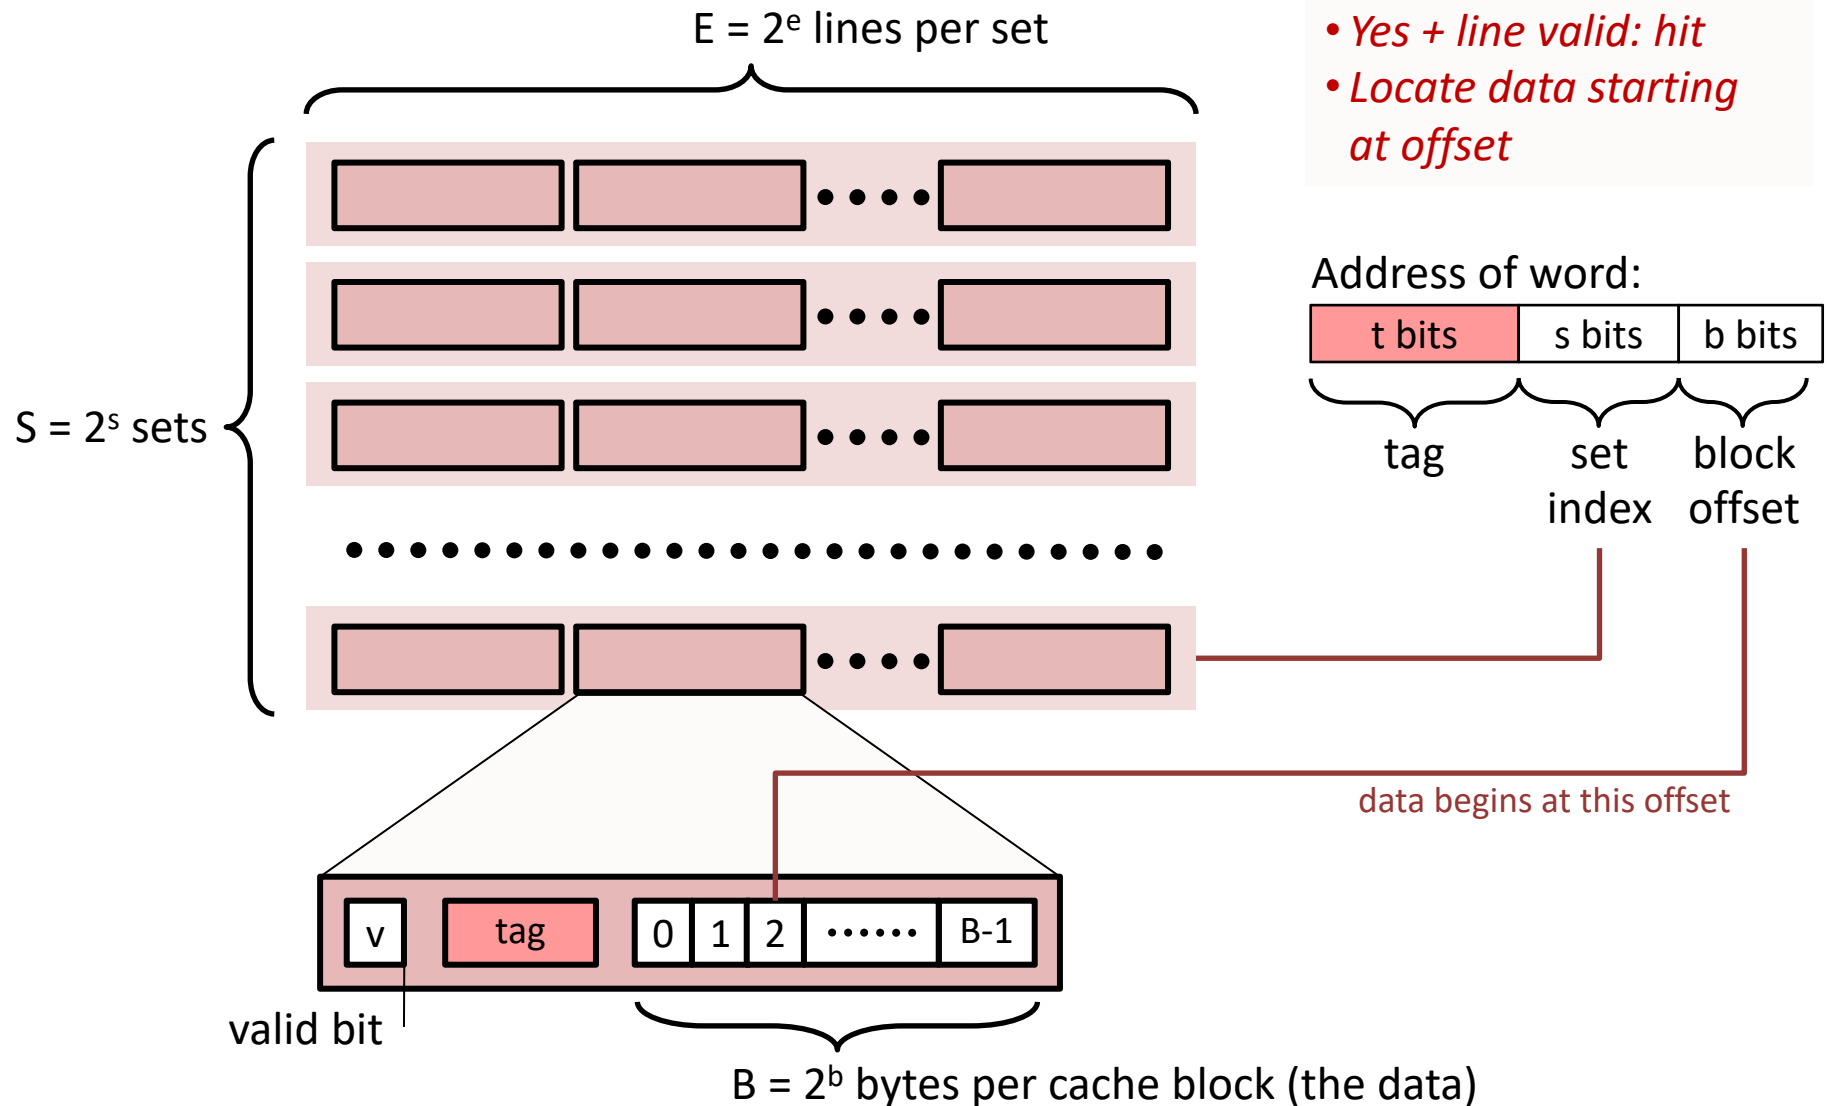 E = 2ᵉ lines per set
• Yes + line valid: hit
• Locate data starting
at offset
Address of word:
t bits s bits b bits
S = 2ˢ sets
tag set block
index offset
data begins at this offset
v tag 0 1 2 •••••• B-1
valid bit
B = 2ᵇ bytes per cache block (the data)